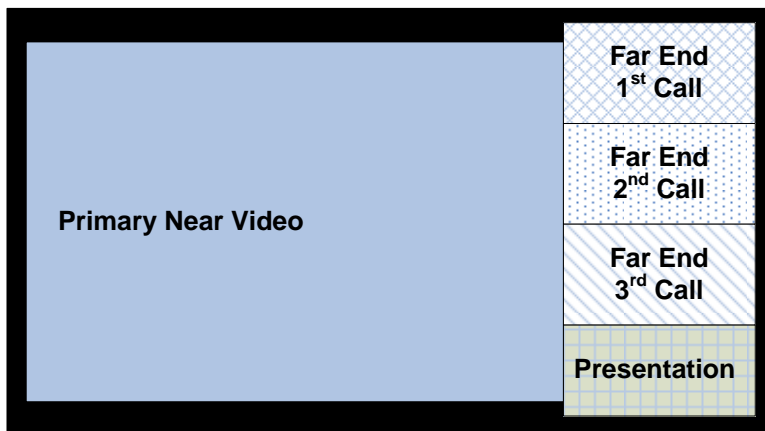 Primary Near Video
Far End
1st Call
Far End
2nd Call
Far End
3rd Call
Presentation